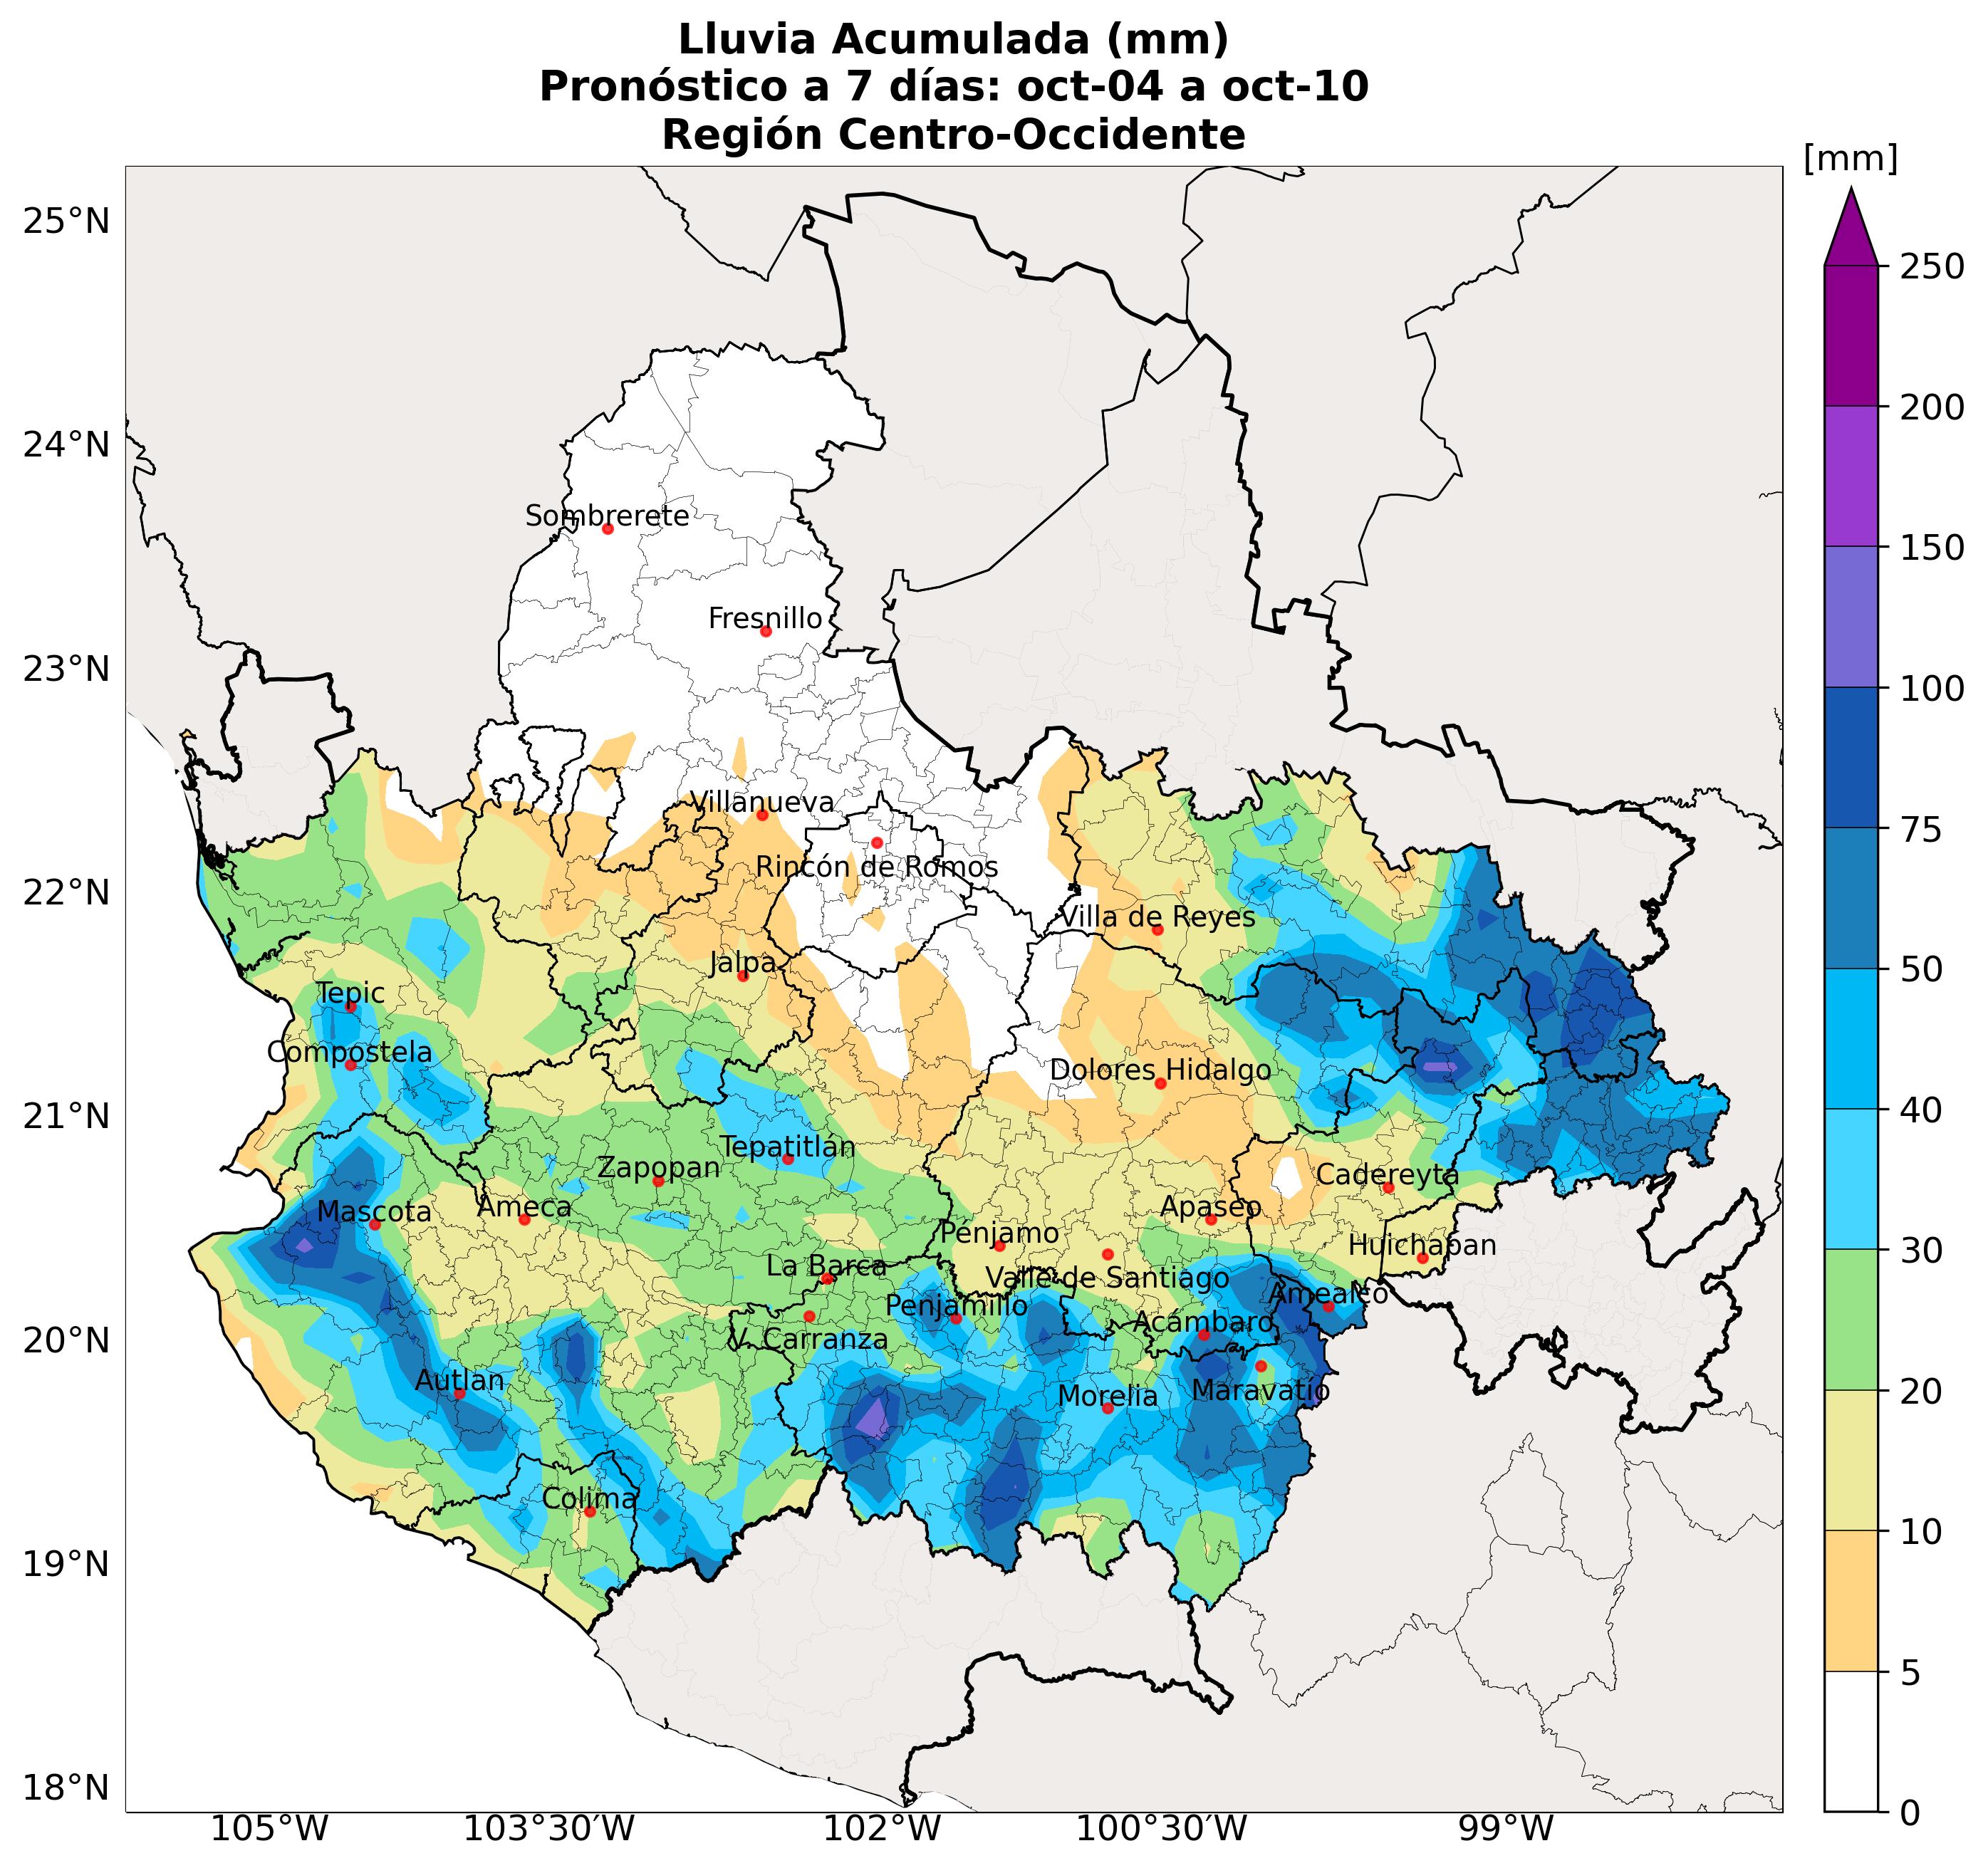 Lluvia Acumulada (mm)
Pronóstico a 7 días: oct-04 a oct-10
Región Centro-Occidente
[mm]
25°N
250
200
24°N
Sombrerete
150
Fresnillo
23°N
100
Villanueva
75
Rincón de Romos
22°N
Villa de Reyes
Jalpa
50
Tepic
Compostela
Dolores Hidalgo
21°N
40
Tepatitlán
Zapopan
Cadereyta
Mascota
Ameca
Apaseo
Penjamo
Huichapan
30
La Barca
Valle de Santiago
Amealco
Penjamillo
Acámbaro
20°N
V. Carranza
Autlan
Morelia
Maravatío
20
Colima
10
19°N
5
18°N
0
105°W
103°30'W
102°W
100°30'W
99°W